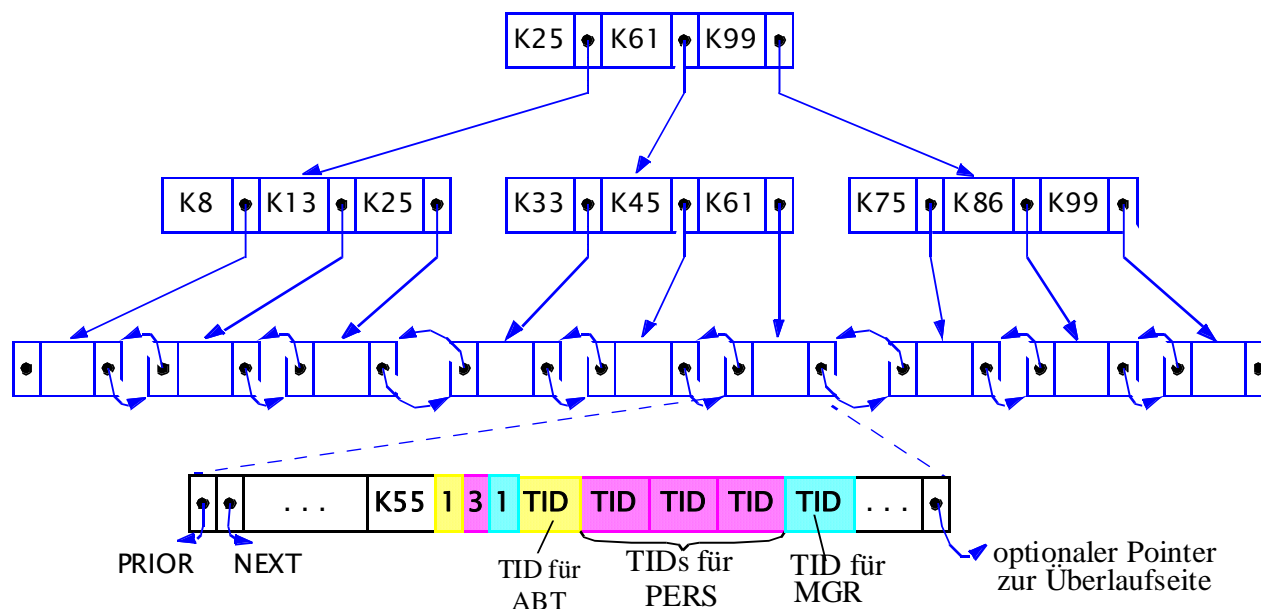 K25 K61 K99
K8 K13 K25 K33 K45 K61 K75 K86 K99
. . . K55 1 3 1 TID TID TID TID TID . . .
PRIOR NEXT
TID für
ABT
TIDs für
PERS
TID für
MGR
optionaler Pointer
zur Überlaufseite